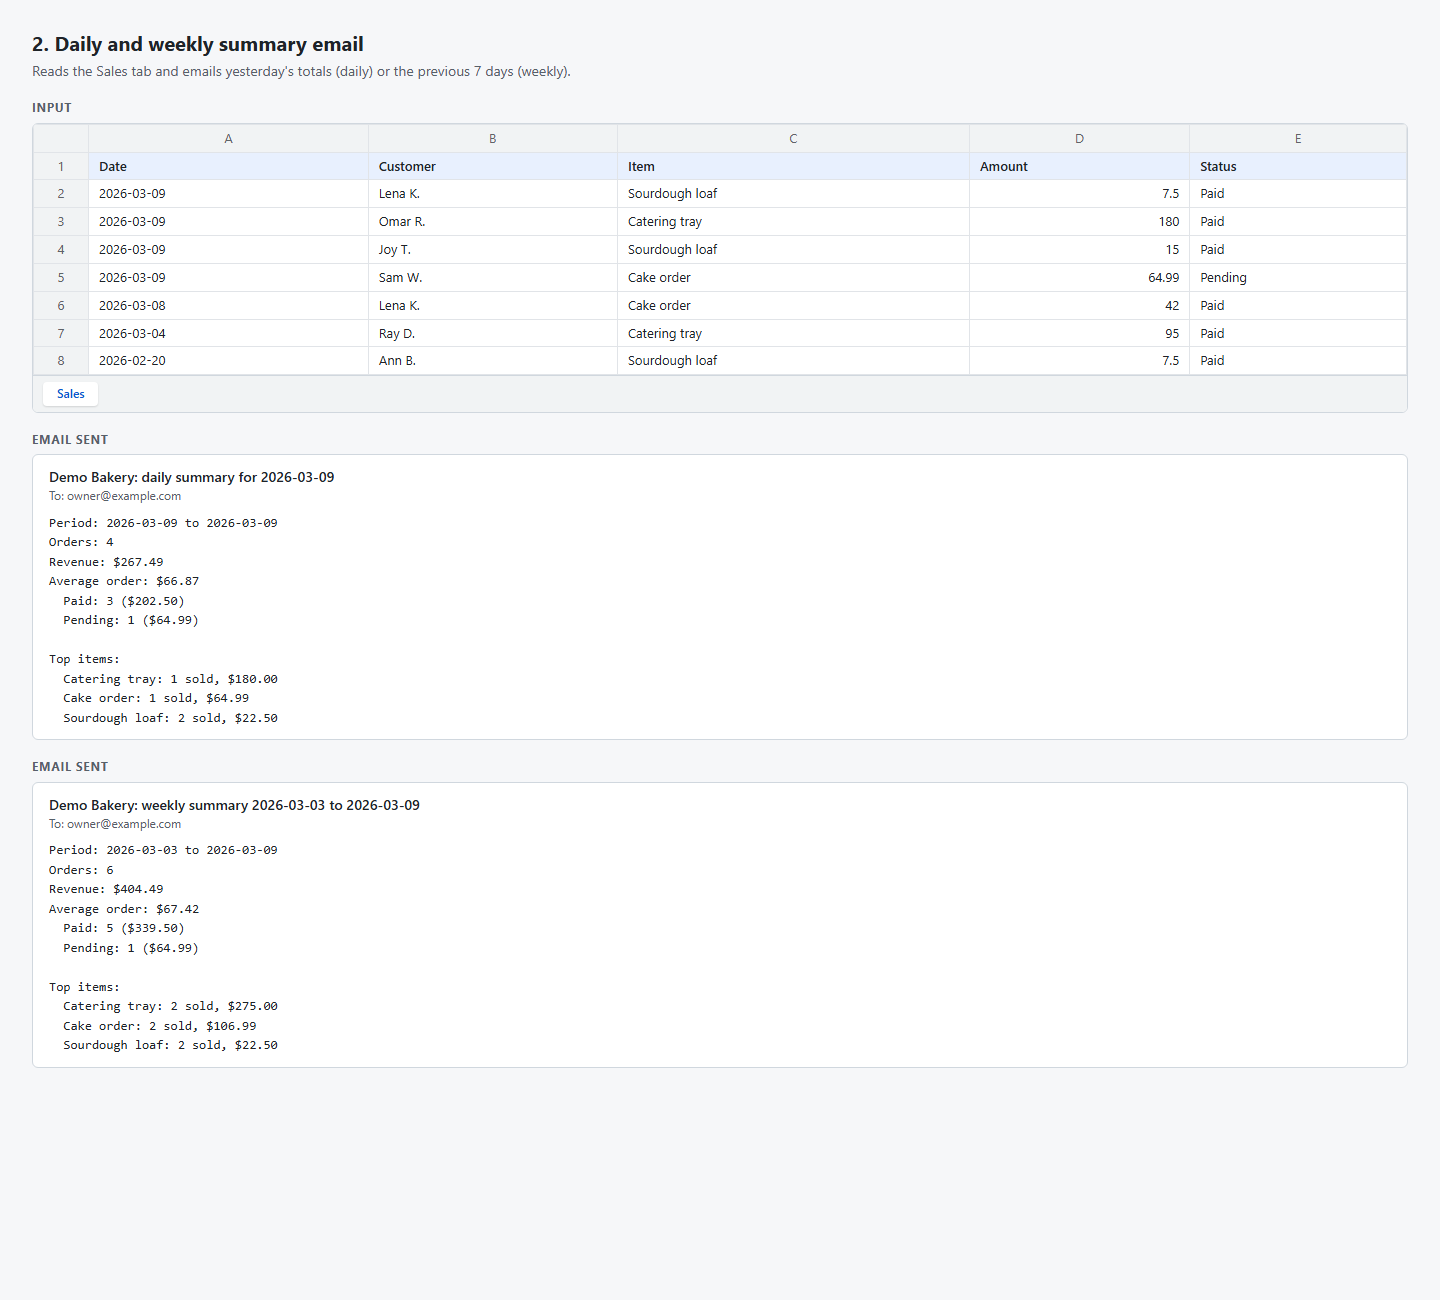 2. Daily and weekly summary email
Reads the Sales tab and emails yesterday's totals (daily) or the previous 7 days (weekly).
INPUT
A B C D E
1 Date Customer Item Amount Status
2 2026-03-09 Lena K. Sourdough loaf 7.5 Paid
3 2026-03-09 Omar R. Catering tray 180 Paid
4 2026-03-09 Joy T. Sourdough loaf 15 Paid
5 2026-03-09 Sam W. Cake order 64.99 Pending
6 2026-03-08 Lena K. Cake order 42 Paid
7 2026-03-04 Ray D. Catering tray 95 Paid
8 2026-02-20 Ann B. Sourdough loaf 7.5 Paid
Sales
EMAIL SENT
Demo Bakery: daily summary for 2026-03-09
To: owner@example.com
Period: 2026-03-09 to 2026-03-09
Orders: 4
Revenue: $267.49
Average order: $66.87
Paid: 3 ($202.50)
Pending: 1 ($64.99)
Top items:
Catering tray: 1 sold, $180.00
Cake order: 1 sold, $64.99
Sourdough loaf: 2 sold, $22.50
EMAIL SENT
Demo Bakery: weekly summary 2026-03-03 to 2026-03-09
To: owner@example.com
Period: 2026-03-03 to 2026-03-09
Orders: 6
Revenue: $404.49
Average order: $67.42
Paid: 5 ($339.50)
Pending: 1 ($64.99)
Top items:
Catering tray: 2 sold, $275.00
Cake order: 2 sold, $106.99
Sourdough loaf: 2 sold, $22.50